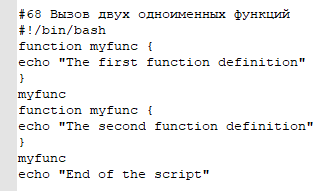 #68 Вызов двух одноименных функций
#!/bin/bash
function myfunc {
echo "The first function definition"
}
myfunc
function myfunc {
echo "The second function definition"
}
myfunc
echo "End of the script"